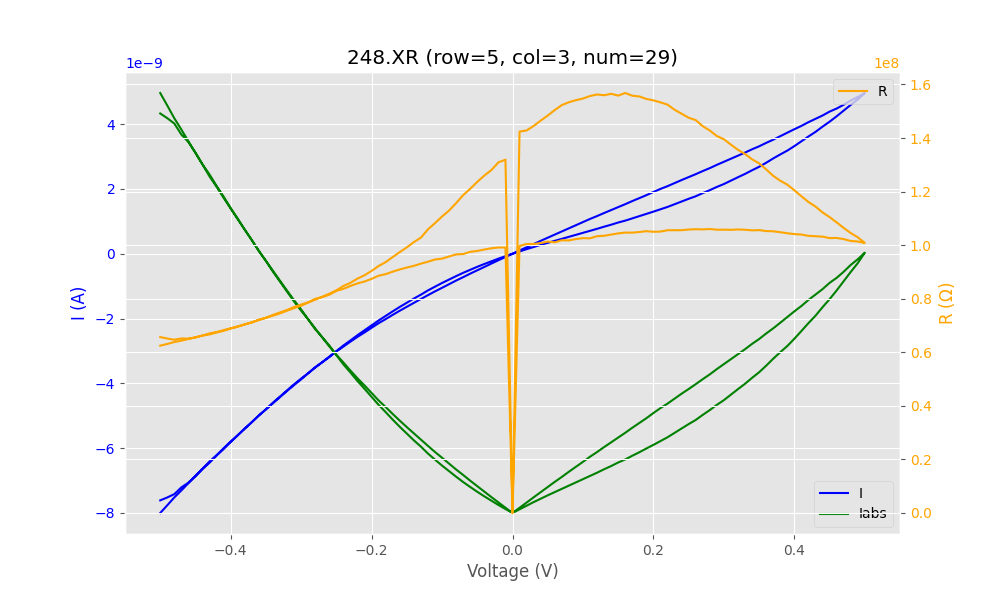 248.XR (row=5, col=3, num=29)
1e−9
1e8
R
4
2
0
−2
−4
−6
−8
I (A)
1.6
1.4
1.2
1.0
0.8
0.6
0.4
0.2
0.0
R (Ω)
I
Iabs
−0.4
−0.2
0.0
0.2
0.4
Voltage (V)